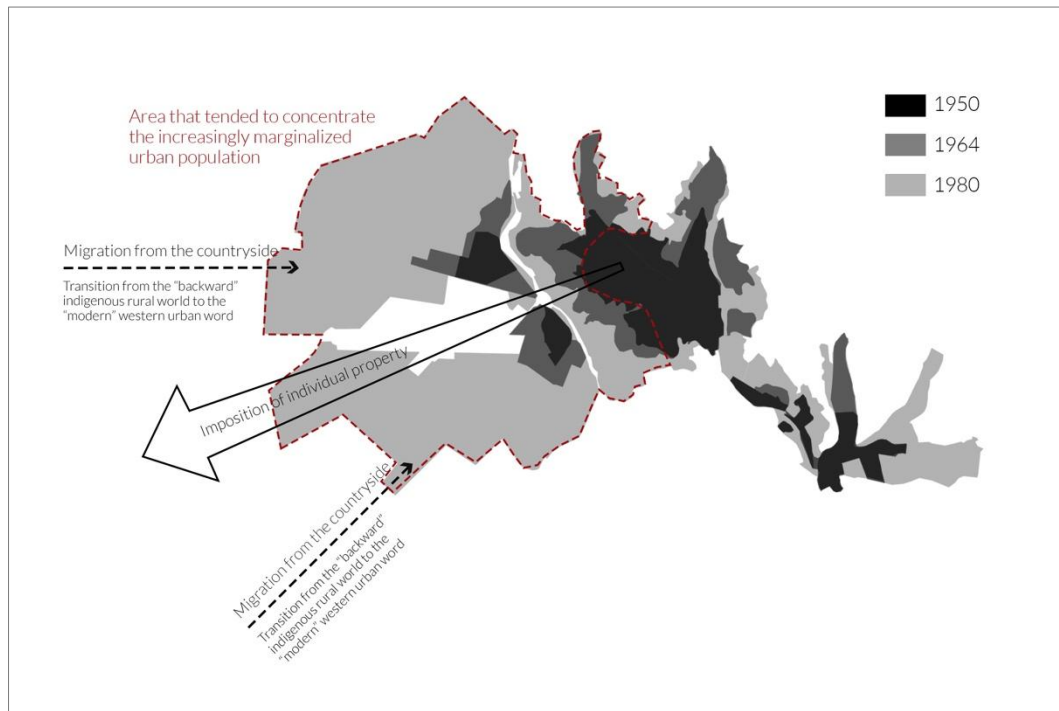 Area that tended to concentrate
the increasingly marginalized
urban population
1950
1964
1980
Migration from the countryside
Transition from the “backward”
indigenous rural world to the
“modern” western urban word
Imposition of individual property
Migration from the countryside
Transition from the “backward”
indigenous rural world to the
“modern” western urban word